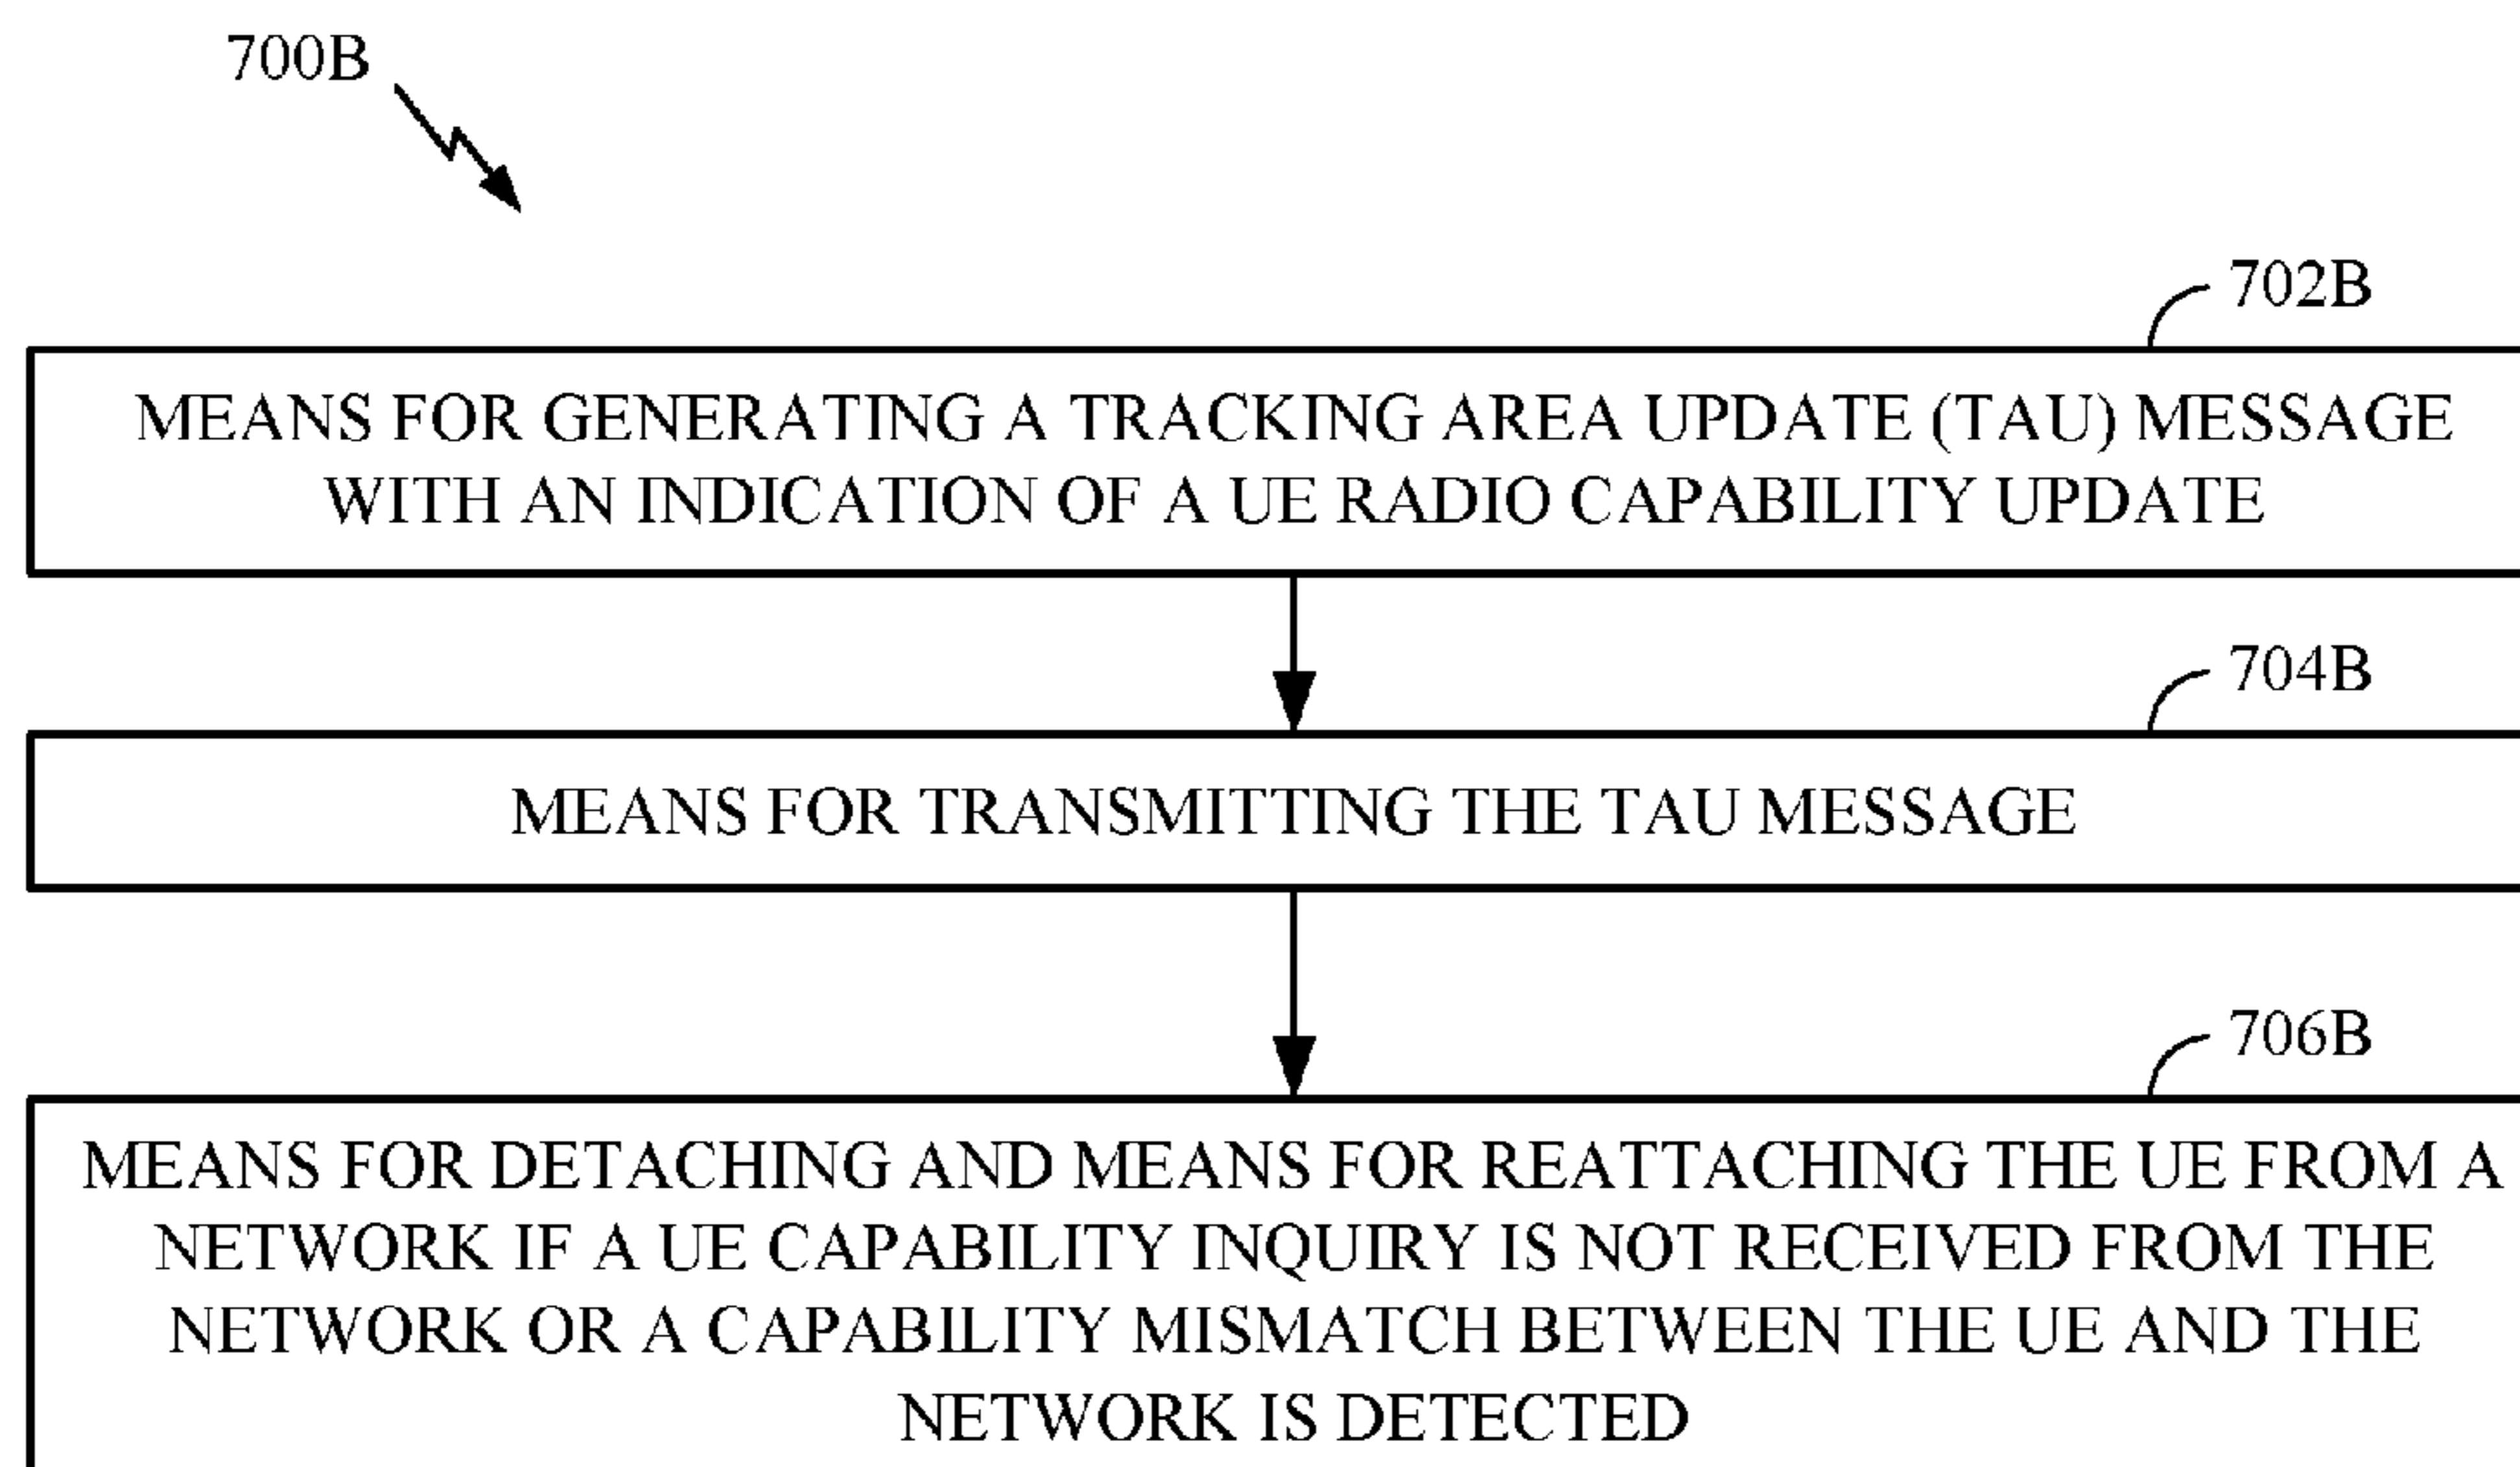 700B
702B
MEANS FOR GENERATING A TRACKING AREA UPDATE (TAU) MESSAGE
WITH AN INDICATION OF A UE RADIO CAPABILITY UPDATE
704B
MEANS FOR TRANSMITTING THE TAU MESSAGE
706B
MEANS FOR DETACHING AND MEANS FOR REATTACHING THE UE FROM A
NETWORK IF A UE CAPABILITY INQUIRY IS NOT RECEIVED FROM THE
NETWORK OR A CAPABILITY MISMATCH BETWEEN THE UE AND THE
NETWORK IS DETECTED